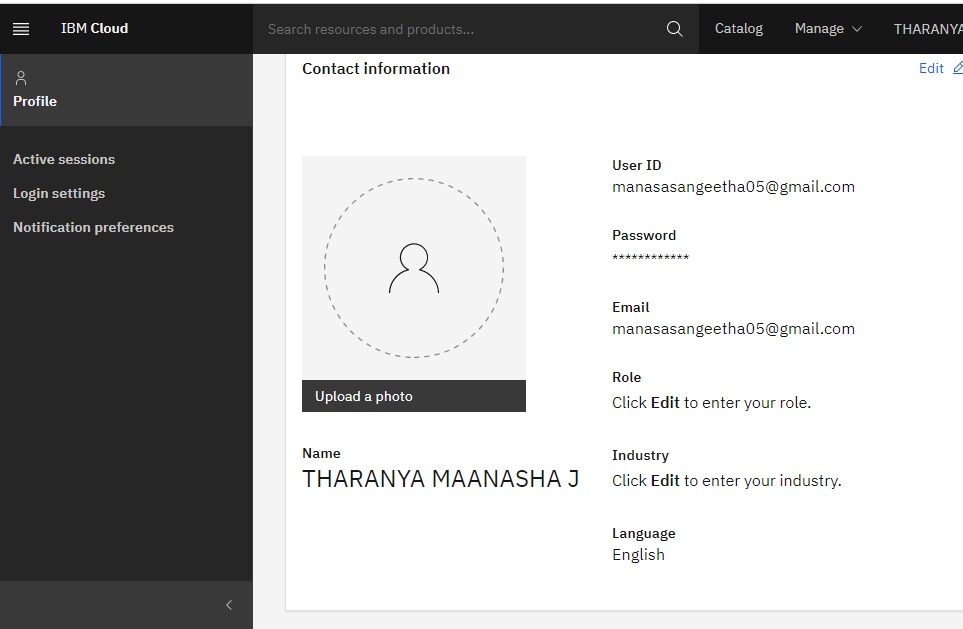 IBM Cloud
Search resources and products...
Catalog
Manage
THARANYA
Profile
Active sessions
Login settings
Notification preferences
Contact information
Edit
Upload a photo
Name
THARANYA MAANASHA J
User ID
manasasangeetha05@gmail.com
Password
************
Email
manasasangeetha05@gmail.com
Role
Click Edit to enter your role.
Industry
Click Edit to enter your industry.
Language
English